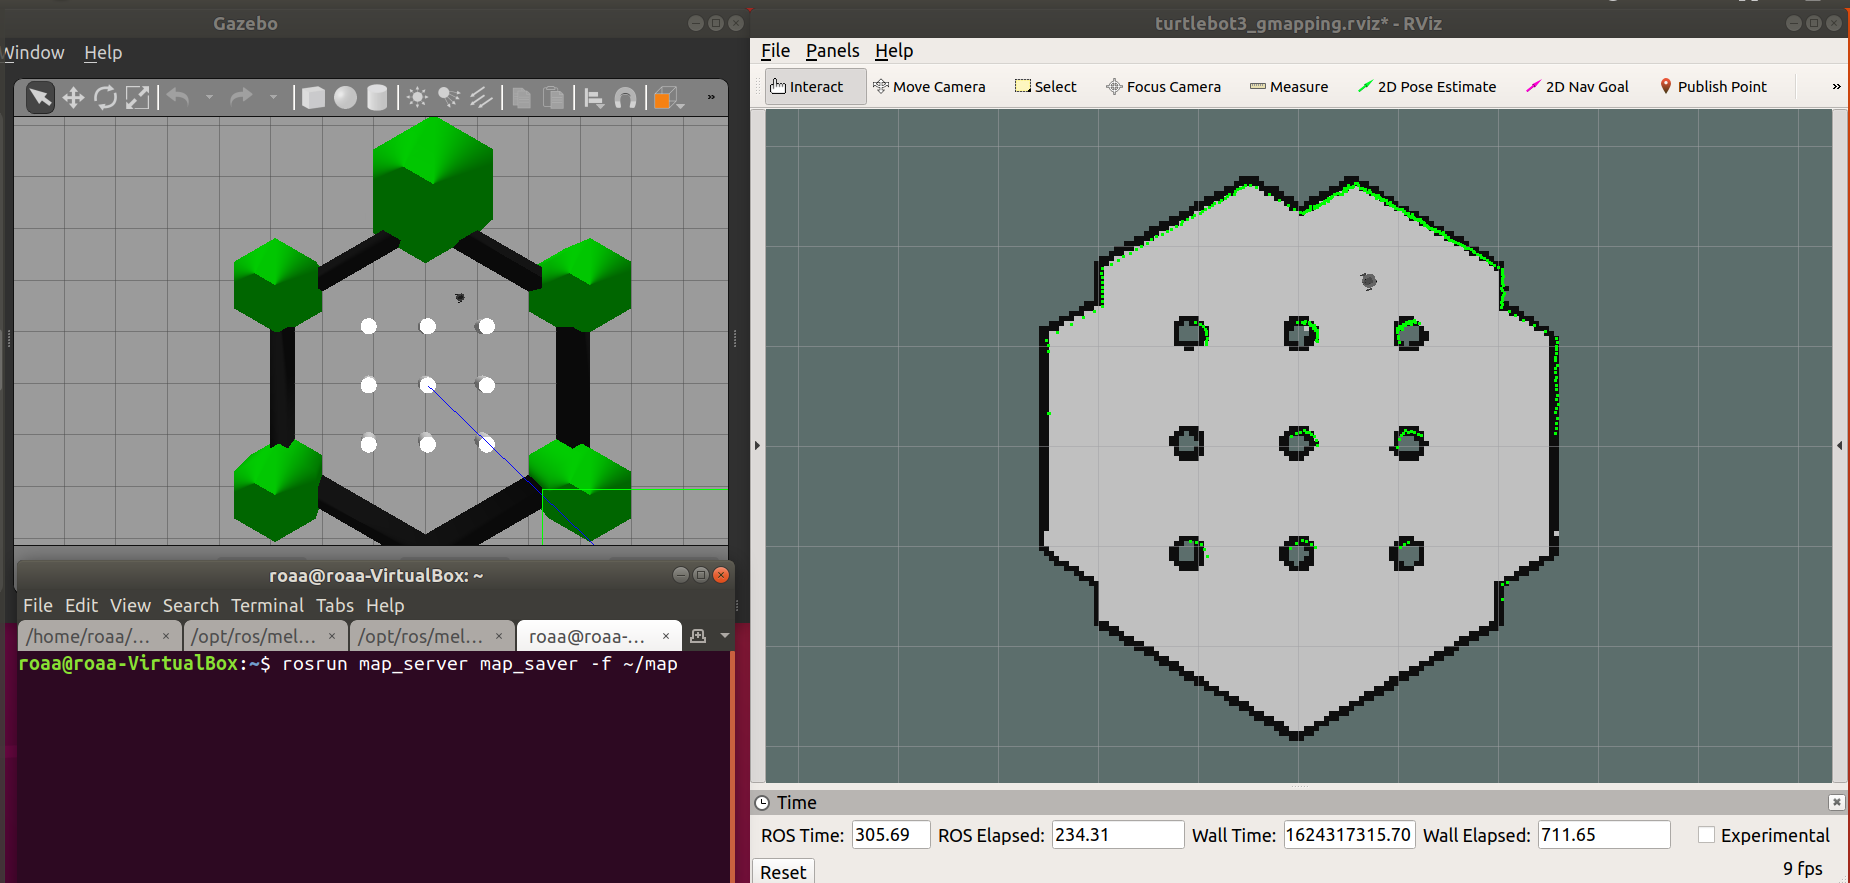 Gazebo
Window Help
»
roaa@roaa-VirtualBox: ~
File Edit View Search Terminal Tabs Help
/home/roaa/... × /opt/ros/mel... × /opt/ros/mel... × roaa@roaa-... ×
roaa@roaa-VirtualBox:~$ rosrun map_server map_saver -f ~/map
turtlebot3_gmapping.rviz* - RViz
File Panels Help
Interact Move Camera Select Focus Camera Measure 2D Pose Estimate 2D Nav Goal Publish Point »
Time
ROS Time: 305.69 ROS Elapsed: 234.31 Wall Time: 1624317315.70 Wall Elapsed: 711.65 Experimental
Reset 9 fps